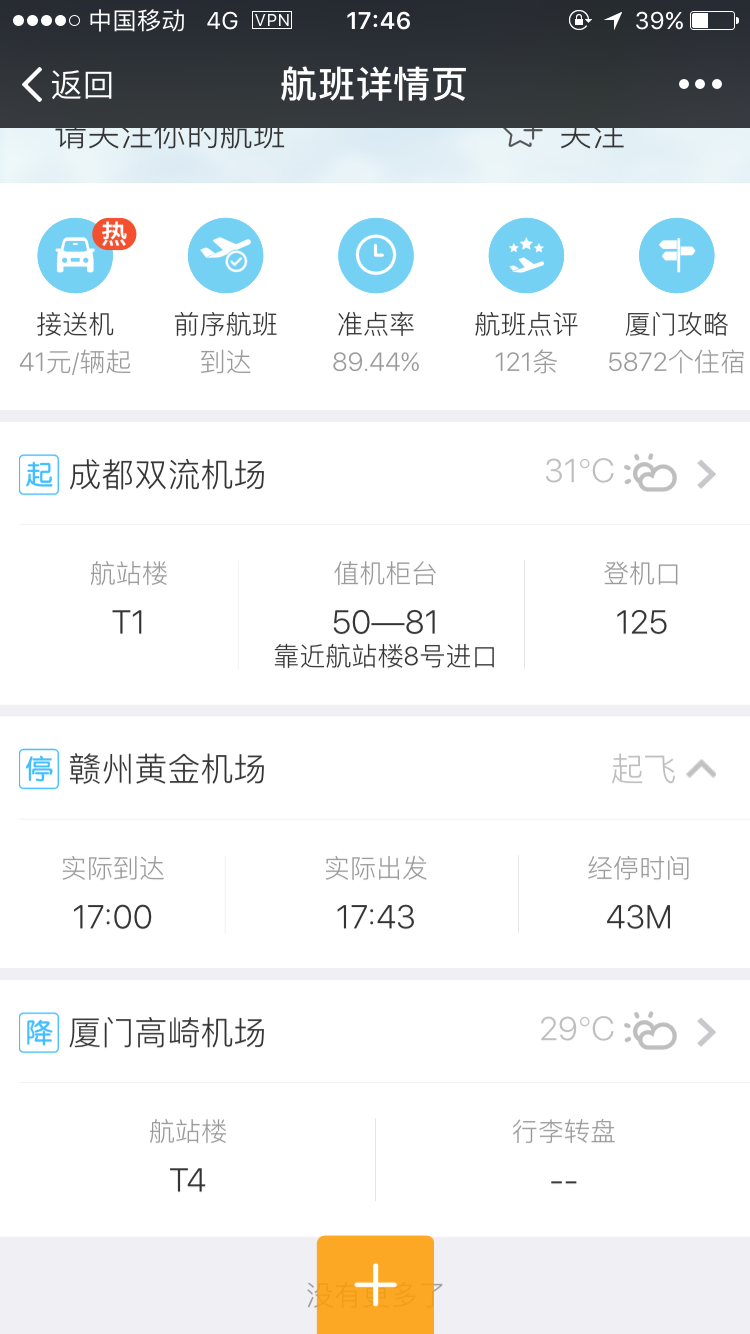 中国移动 4G VPN 17:46 39%
返回 航班详情页
请关注你的航班 关注
热
接送机 前序航班 准点率 航班点评 厦门攻略
41元/辆起 到达 89.44% 121条 5872个住宿
起 成都双流机场 31°C
航站楼 值机柜台 登机口
T1 50—81 125
靠近航站楼8号进口
停 赣州黄金机场 起飞
实际到达 实际出发 经停时间
17:00 17:43 43M
降 厦门高崎机场 29°C
航站楼 行李转盘
T4 --
没有更多了